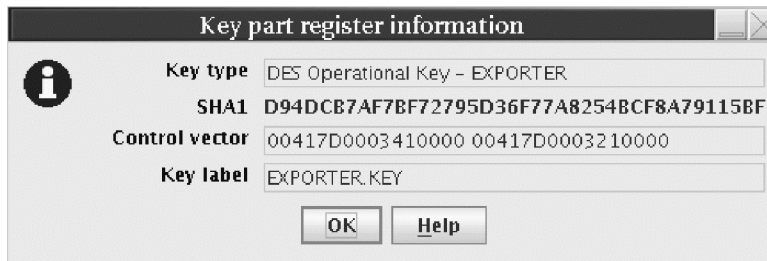 Key part register information
Key type DES Operational Key – EXPORTER
SHA1 D94DCB7AF7BF72795D36F77A8254BCF8A79115BF
Control vector 00417D0003410000 00417D0003210000
Key label EXPORTER.KEY
OK Help